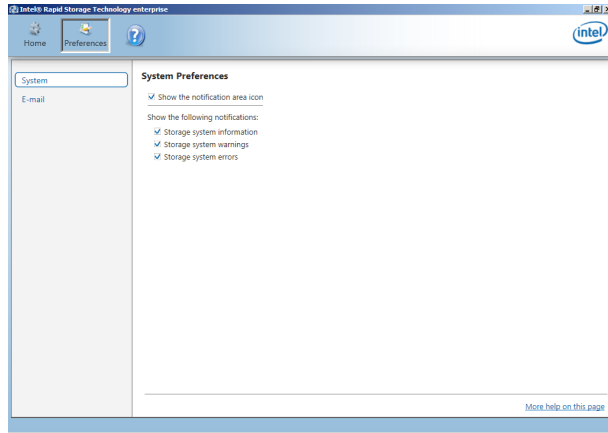 Intel® Rapid Storage Technology enterprise
Home
Preferences
?
intel
System
E-mail
System Preferences
Show the notification area icon
Show the following notifications:
Storage system information
Storage system warnings
Storage system errors
More help on this page